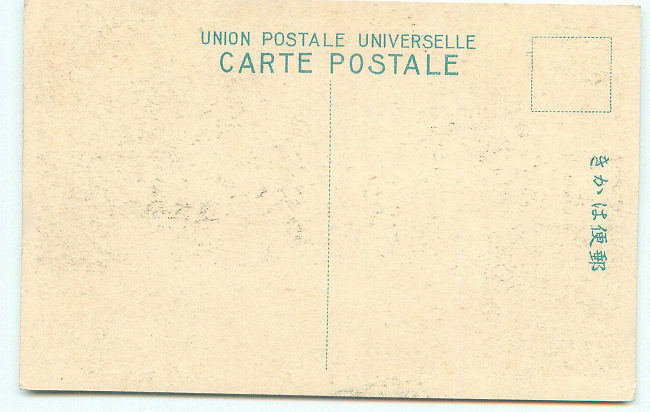 UNION POSTALE UNIVERSELLE
CARTE POSTALE
郵便はかき